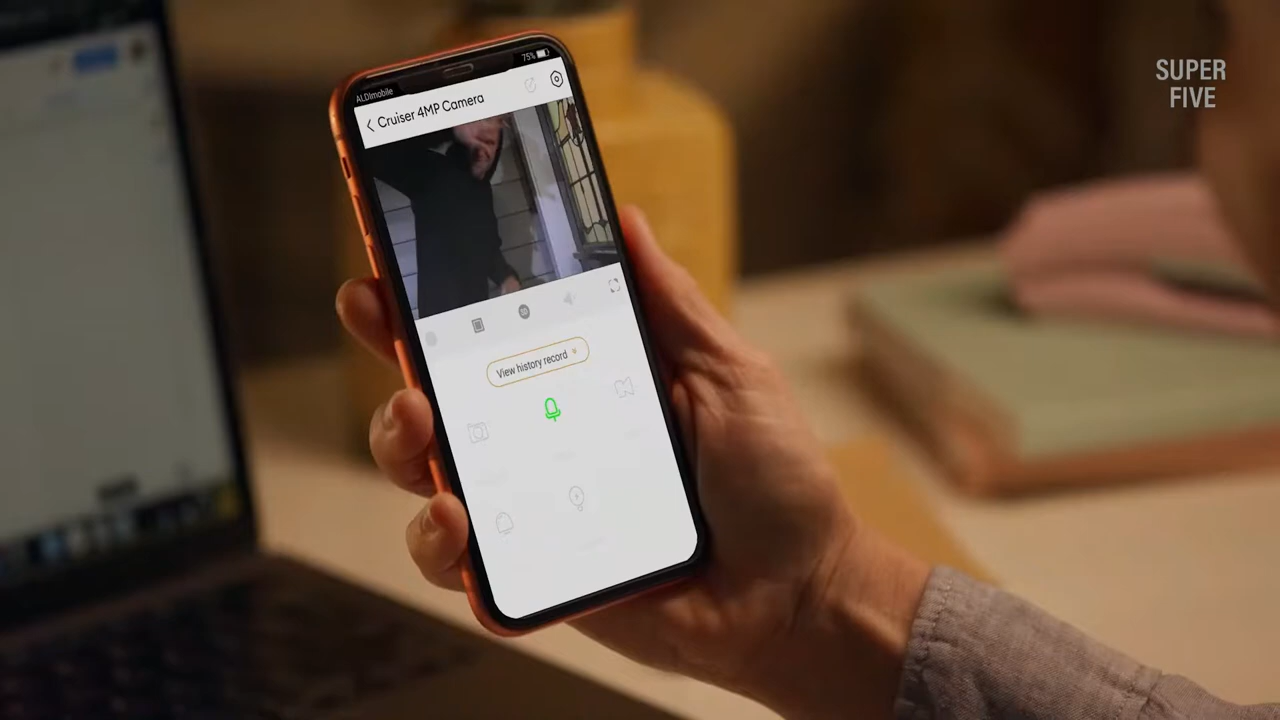 SUPER
FIVE
75%
ALDImobile
Cruiser 4MP Camera
View history record